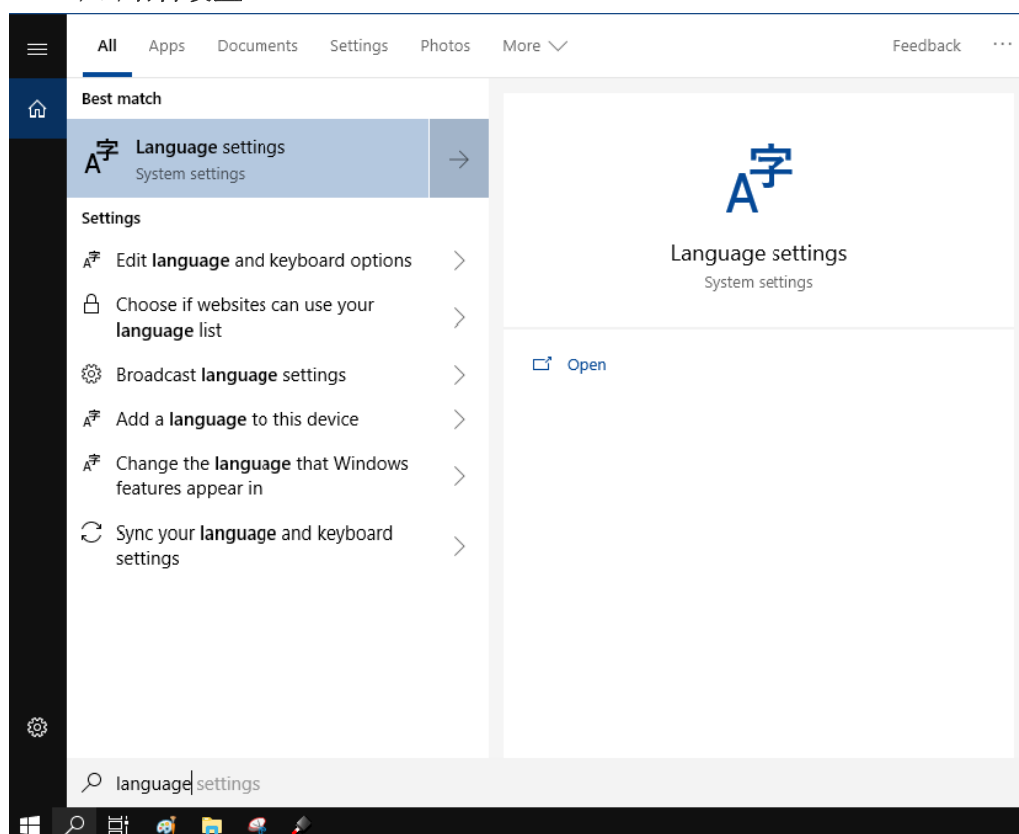 All Apps Documents Settings Photos More Feedback ...
Best match
Language settings
System settings
Settings
Edit language and keyboard options
Choose if websites can use your
language list
Broadcast language settings
Add a language to this device
Change the language that Windows
features appear in
Sync your language and keyboard
settings
A字
Language settings
System settings
Open
language settings